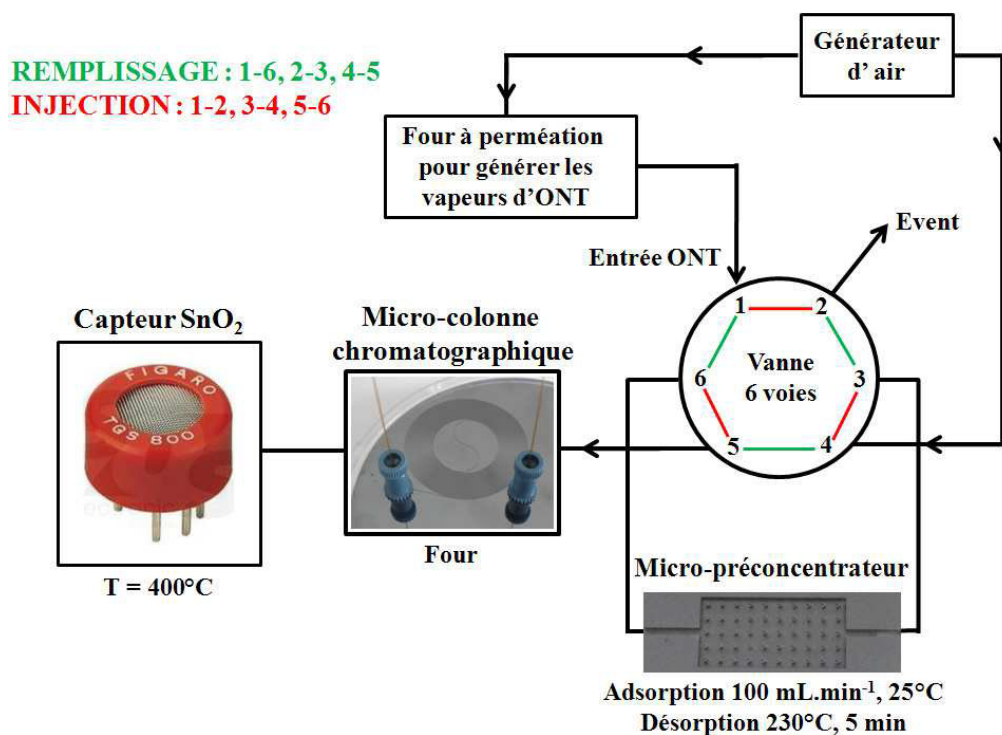 REMPLISSAGE : 1-6, 2-3, 4-5
INJECTION : 1-2, 3-4, 5-6
Générateur
d’ air
Four à perméation
pour générer les
vapeurs d’ONT
Event
Entrée ONT
1
2
3
4
5
6
Vanne
6 voies
Capteur SnO₂
FIGARO
TGS 800
T = 400°C
Micro-colonne
chromatographique
Four
Micro-préconcentrateur
Adsorption 100 mL.min⁻¹, 25°C
Désorption 230°C, 5 min